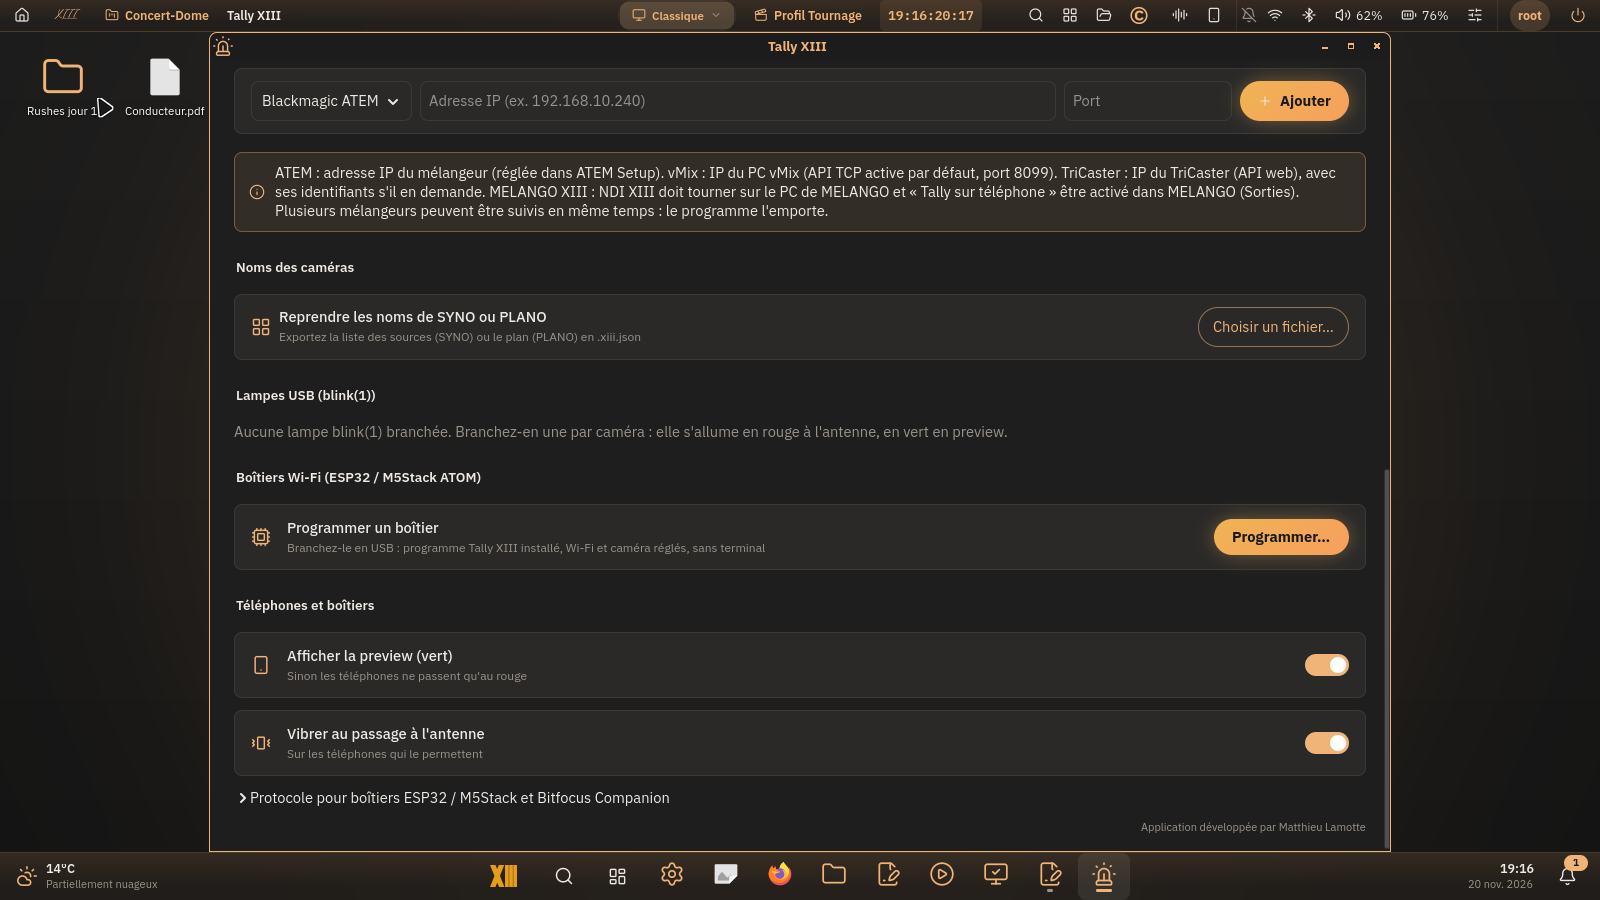 Concert-Dome
Tally XIII
Classique
Profil Tournage
19:16:20:17
62%
76%
root
Tally XIII
Rushes jour 1
Conducteur.pdf
Blackmagic ATEM
Adresse IP (ex. 192.168.10.240)
Port
+ Ajouter
ATEM : adresse IP du mélangeur (réglée dans ATEM Setup). vMix : IP du PC vMix (API TCP active par défaut, port 8099). TriCaster : IP du TriCaster (API web), avec
ses identifiants s'il en demande. MELANGO XIII : NDI XIII doit tourner sur le PC de MELANGO et « Tally sur téléphone » être activé dans MELANGO (Sorties).
Plusieurs mélangeurs peuvent être suivis en même temps : le programme l'emporte.
Noms des caméras
Reprendre les noms de SYNO ou PLANO
Exportez la liste des sources (SYNO) ou le plan (PLANO) en .xiii.json
Choisir un fichier…
Lampes USB (blink(1))
Aucune lampe blink(1) branchée. Branchez-en une par caméra : elle s'allume en rouge à l'antenne, en vert en preview.
Boîtiers Wi-Fi (ESP32 / M5Stack ATOM)
Programmer un boîtier
Branchez-le en USB : programme Tally XIII installé, Wi-Fi et caméra réglés, sans terminal
Programmer…
Téléphones et boîtiers
Afficher la preview (vert)
Sinon les téléphones ne passent qu'au rouge
Vibrer au passage à l'antenne
Sur les téléphones qui le permettent
Protocole pour boîtiers ESP32 / M5Stack et Bitfocus Companion
Application développée par Matthieu Lamotte
14°C
Partiellement nuageux
XIII
19:16
20 nov. 2026
1